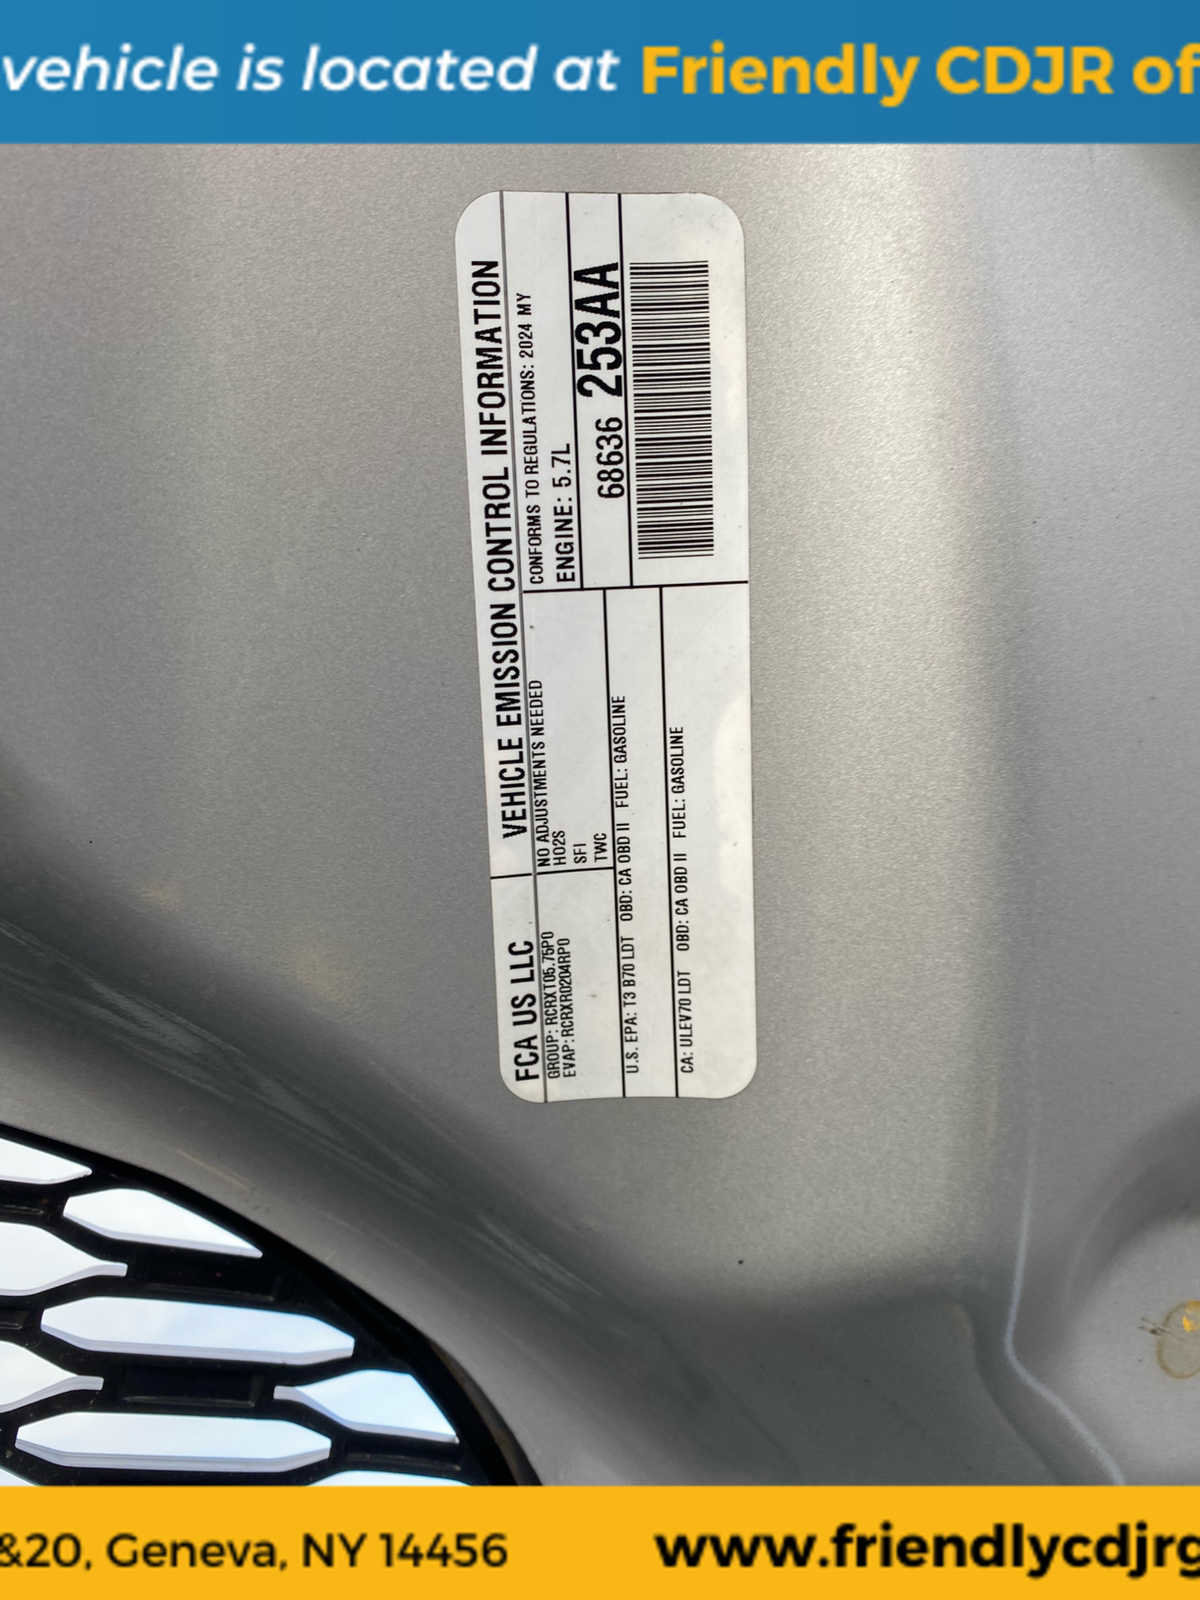 vehicle is located at Friendly CDJR of
FCA US LLC
VEHICLE EMISSION CONTROL INFORMATION
GROUP: RCRXT05.75P0
EVAP: RCRXR0204RP0
NO ADJUSTMENTS NEEDED
HO2S
SFI
TWC
CONFORMS TO REGULATIONS: 2024 MY
ENGINE: 5.7L
68636 253AA
U.S. EPA: T3 B70 LDT OBD: CA OBD II FUEL: GASOLINE
CA: ULEV70 LDT OBD: CA OBD II FUEL: GASOLINE
&20, Geneva, NY 14456
www.friendlycdjrg